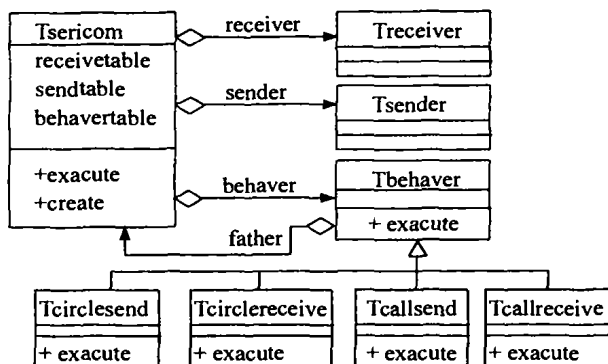 Tsericom
receivetable
sendtable
behavertable
+exacute
+create
receiver
sender
behaver
father
Treceiver
Tsender
Tbehaver
+ exacute
Tcirclesend
+ exacute
Tcirclereceive
+ exacute
Tcallsend
+ exacute
Tcallreceive
+ exacute